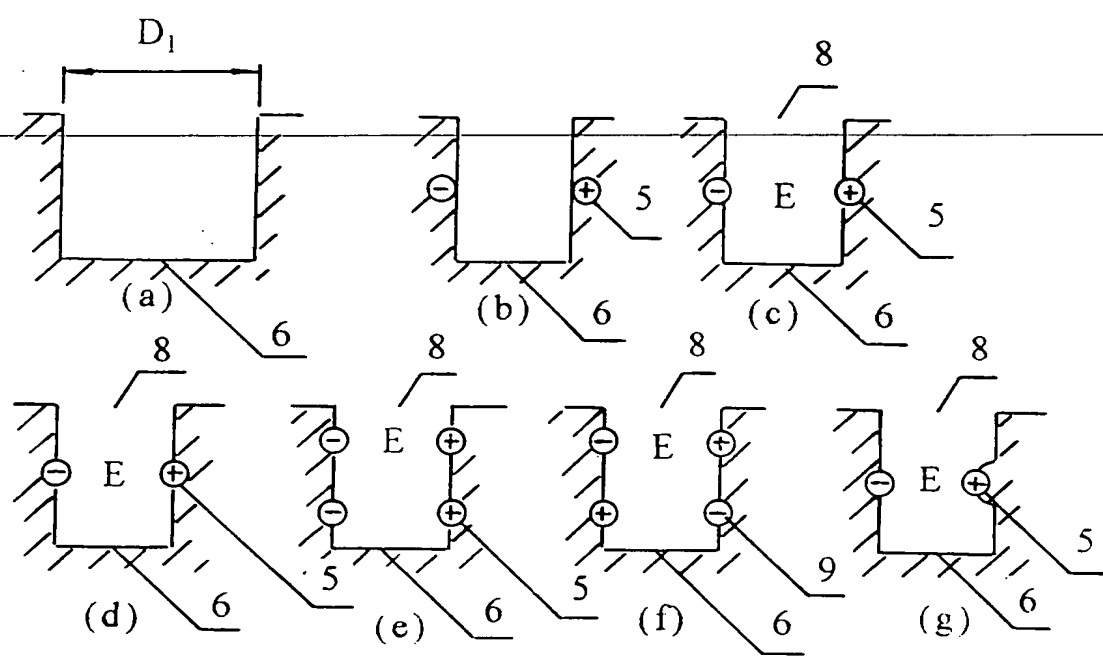 D₁
8
− + 5
− E + 5
(a) (b) (c)
6 6 6
8 8 8 8
− + − +
E E E E
− + − +
− + + −
5 5 9 5
6 6 6 6
(d) (e) (f) (g)